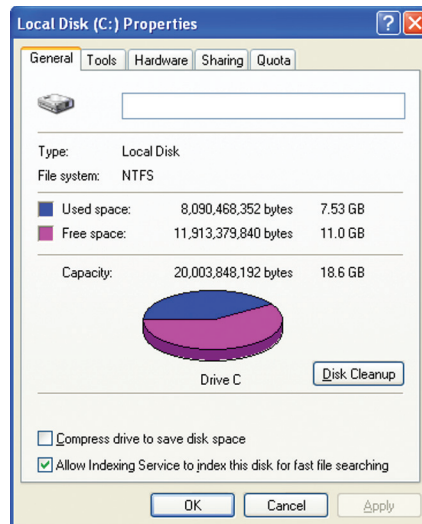 Local Disk (C:) Properties
General Tools Hardware Sharing Quota
Type: Local Disk
File system: NTFS
Used space: 8,090,468,352 bytes 7.53 GB
Free space: 11,913,379,840 bytes 11.0 GB
Capacity: 20,003,848,192 bytes 18.6 GB
Drive C
Disk Cleanup
Compress drive to save disk space
Allow Indexing Service to index this disk for fast file searching
OK Cancel Apply